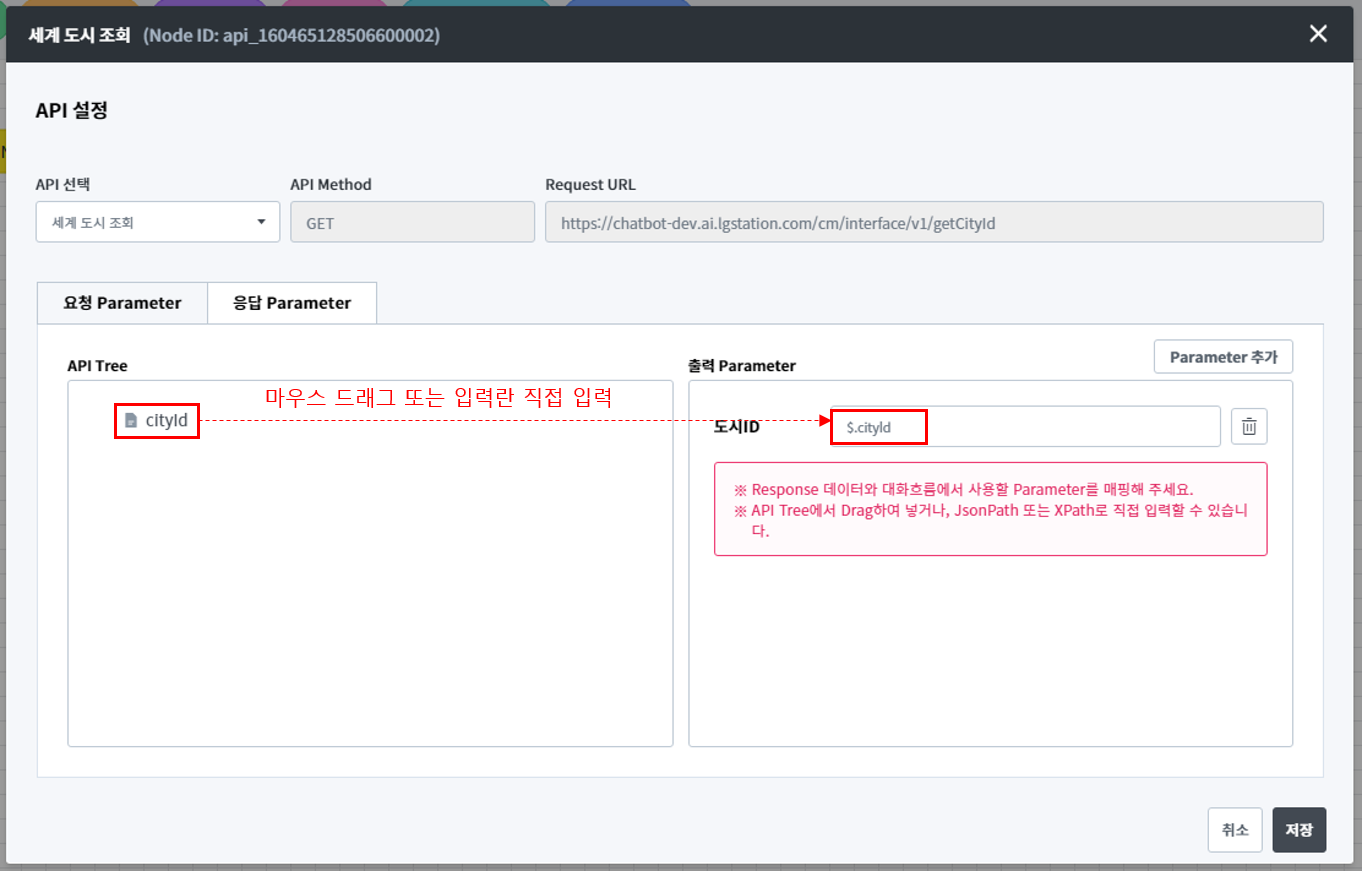 세계 도시 조회 (Node ID: api_160465128506600002)
API 설정
API 선택
API Method
Request URL
세계 도시 조회
GET
https://chatbot-dev.ai.lgstation.com/cm/interface/v1/getCityId
요청 Parameter
응답 Parameter
API Tree
출력 Parameter
Parameter 추가
마우스 드래그 또는 입력란 직접 입력
cityId
도시ID
$.cityId
※ Response 데이터와 대화흐름에서 사용할 Parameter를 매핑해 주세요.
※ API Tree에서 Drag하여 넣거나, JsonPath 또는 XPath로 직접 입력할 수 있습니
다.
취소
저장